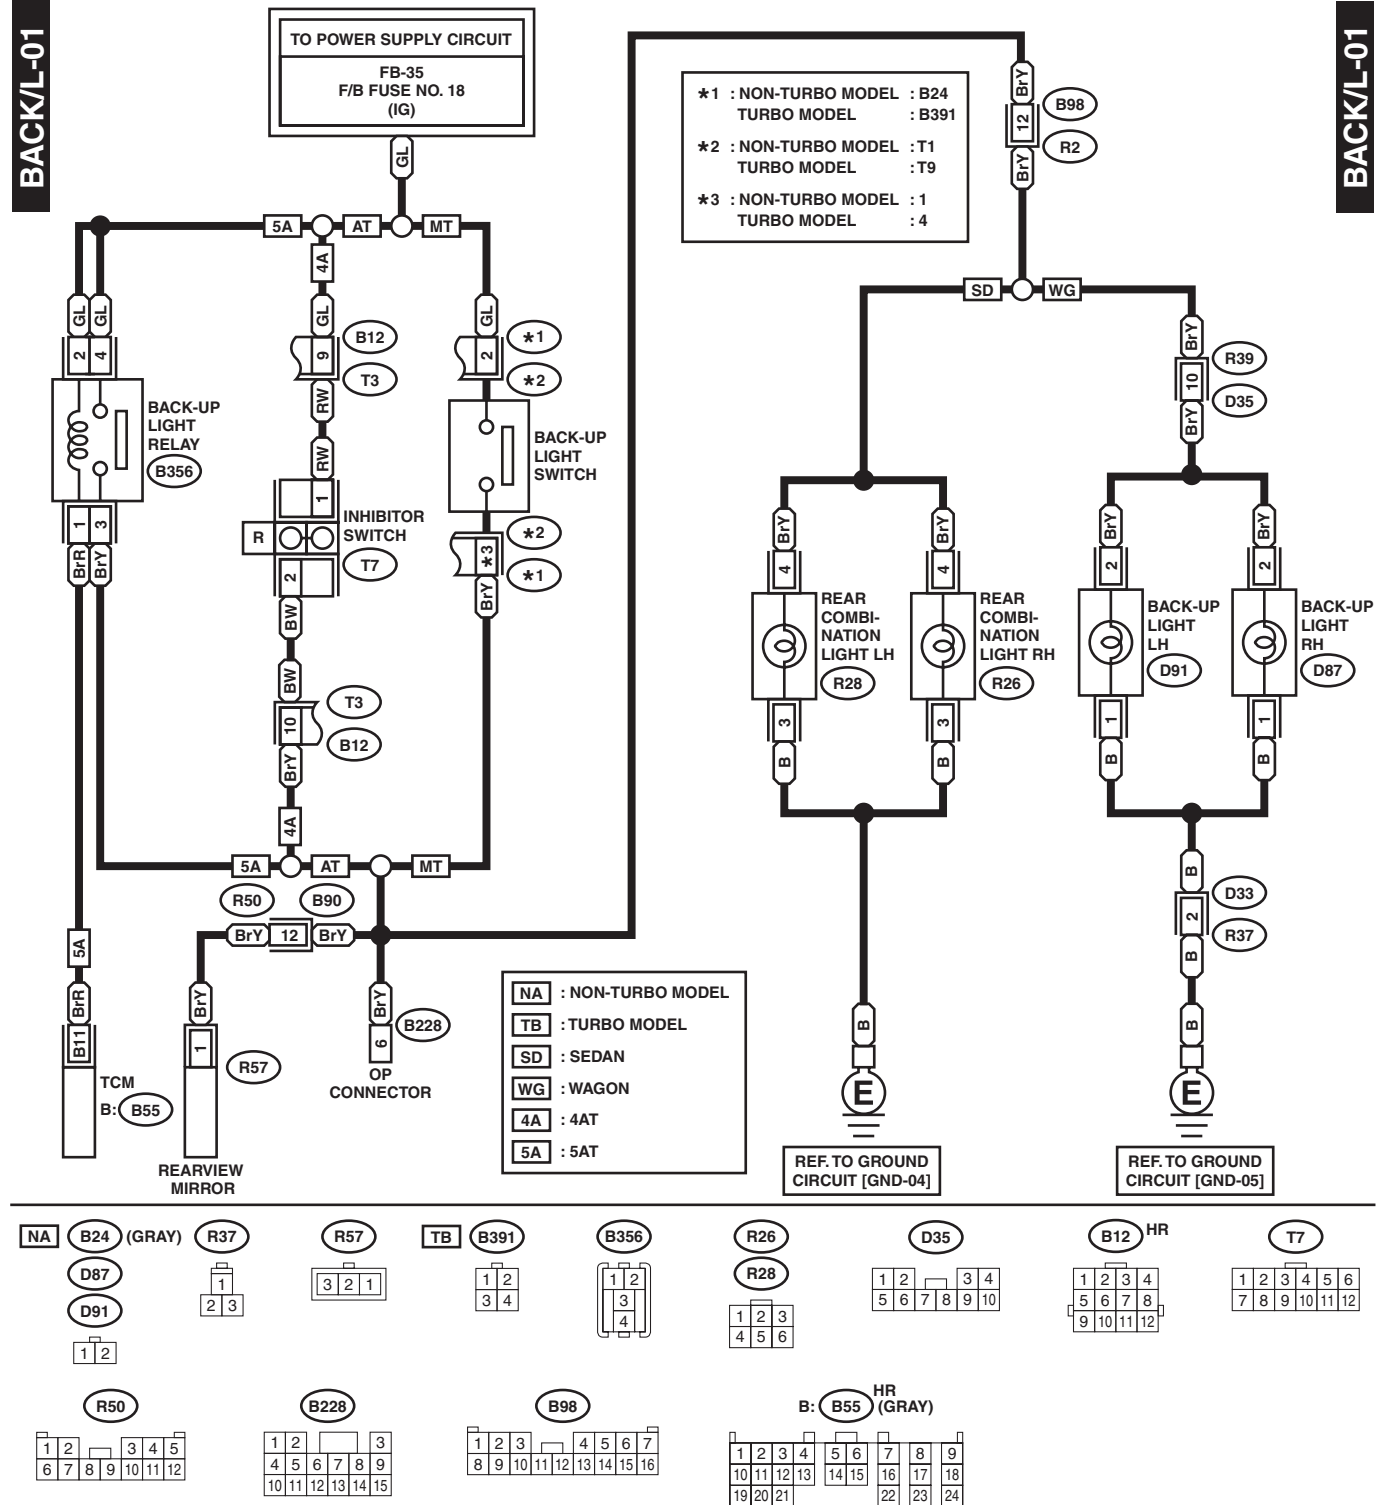 BACK/L-01
BACK/L-01
TO POWER SUPPLY CIRCUIT
FB-35
F/B FUSE NO. 18
(IG)
GL
5A AT MT
4A
GL GL GL GL
2 4 9 2
B12
T3
*1
*2
RW
RW
BACK-UP
LIGHT
RELAY
B356
BACK-UP
LIGHT
SWITCH
1 3
BrR BrY
1
R
2
INHIBITOR
SWITCH
T7
*2
*3
*1
BrY
BW
BW
10
T3
B12
BrY
4A
5A AT MT
R50 B90
BrY 12 BrY
5A
BrR
B11
TCM
B: B55
BrY
1
R57
REARVIEW
MIRROR
BrY
6
B228
OP
CONNECTOR
*1 : NON-TURBO MODEL : B24
TURBO MODEL : B391
*2 : NON-TURBO MODEL : T1
TURBO MODEL : T9
*3 : NON-TURBO MODEL : 1
TURBO MODEL : 4
BrY
12
BrY
B98
R2
SD WG
BrY
10
BrY
R39
D35
BrY BrY BrY BrY
4 4 2 2
REAR
COMBI-
NATION
LIGHT LH
R28
REAR
COMBI-
NATION
LIGHT RH
R26
BACK-UP
LIGHT
LH
D91
BACK-UP
LIGHT
RH
D87
3 3 1 1
B B B B
B
2
B
D33
R37
B B
E E
REF. TO GROUND
CIRCUIT [GND-04]
REF. TO GROUND
CIRCUIT [GND-05]
NA : NON-TURBO MODEL
TB : TURBO MODEL
SD : SEDAN
WG : WAGON
4A : 4AT
5A : 5AT
NA B24 (GRAY)
D87
D91
1 2
R37
1
2 3
R57
3 2 1
TB B391
1 2
3 4
B356
1 2
3
4
R26
R28
1 2 3
4 5 6
D35
1 2 3 4
5 6 7 8 9 10
B12 HR
1 2 3 4
5 6 7 8
9 10 11 12
T7
1 2 3 4 5 6
7 8 9 10 11 12
R50
1 2 3 4 5
6 7 8 9 10 11 12
B228
1 2 3
4 5 6 7 8 9
10 11 12 13 14 15
B98
1 2 3 4 5 6 7
8 9 10 11 12 13 14 15 16
B: B55 HR
(GRAY)
1 2 3 4 5 6 7 8 9
10 11 12 13 14 15 16 17 18
19 20 21 22 23 24